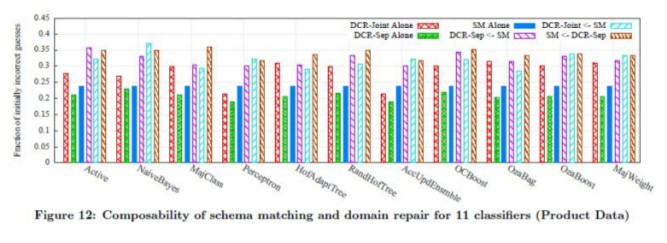 DCR-Joint Alone SM Alone DCR-Joint <- SM
DCR-Sep Alone DCR-Sep <- SM SM <- DCR-Sep
Fraction of initially incorrect guesses
0.45
0.4
0.35
0.3
0.25
0.2
0.15
0.1
0.05
0
Active
NaiveBayes
MajClass
Perceptron
HofAdaptTree
RandHofTree
AccUpdEnsmble
OCBoost
OzaBag
OzaBoost
MajWeight
Figure 12: Composability of schema matching and domain repair for 11 classifiers (Product Data)